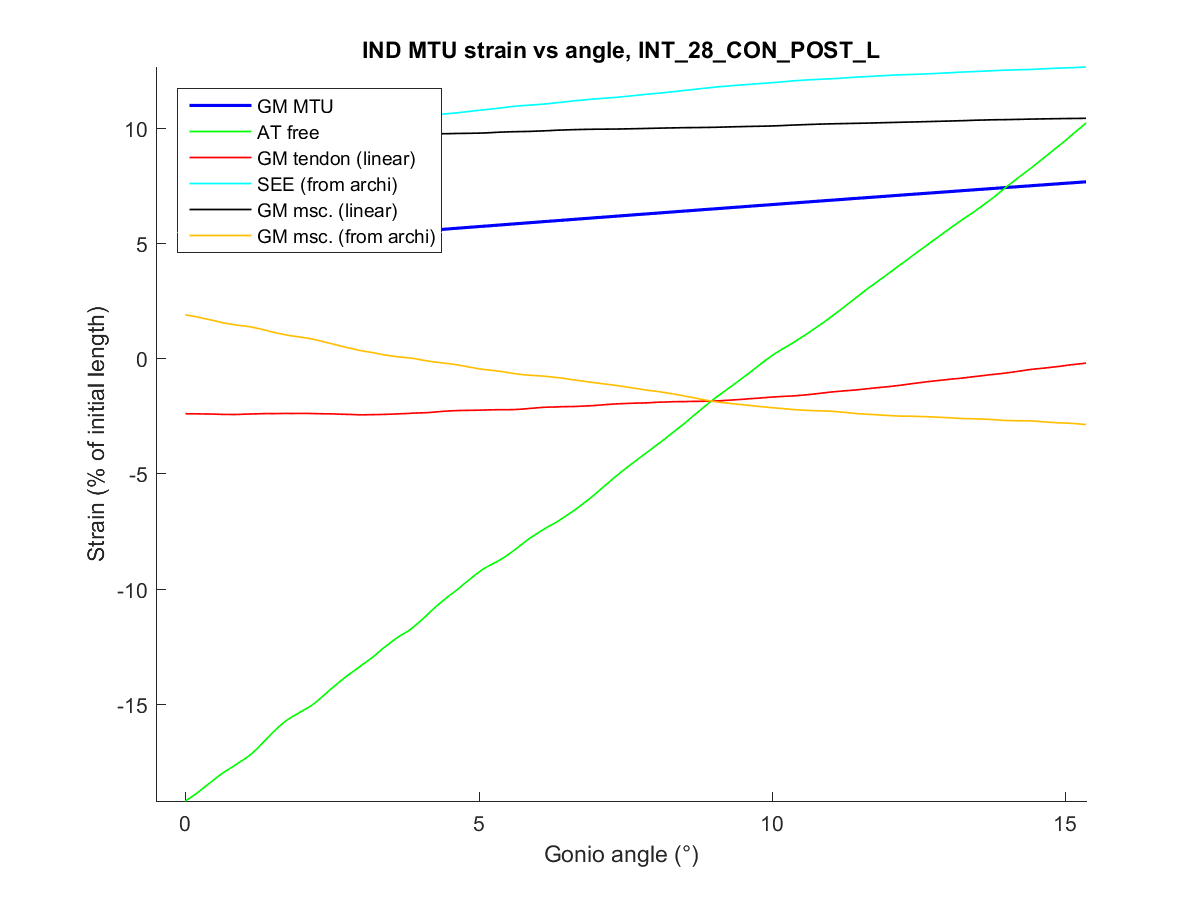 IND MTU strain vs angle, INT_28_CON_POST_L
GM MTU
AT free
GM tendon (linear)
SEE (from archi)
GM msc. (linear)
GM msc. (from archi)
10
5
0
-5
-10
-15
Strain (% of initial length)
0
5
10
15
Gonio angle (°)